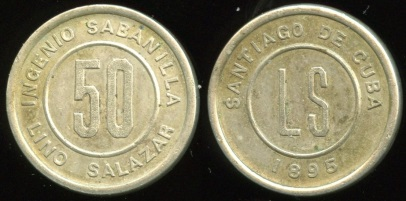 INGENIO SABANILLA
50
LINO SALAZAR
SANTIAGO DE CUBA
LS
1895